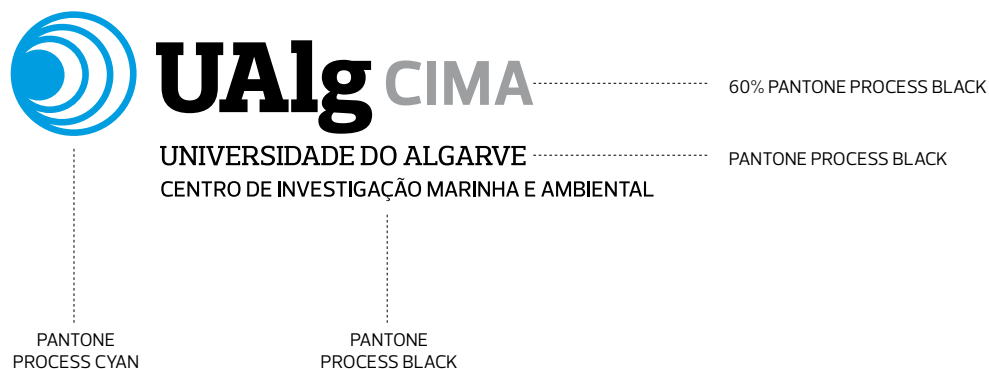 UAlg CIMA
60% PANTONE PROCESS BLACK
UNIVERSIDADE DO ALGARVE
PANTONE PROCESS BLACK
CENTRO DE INVESTIGAÇÃO MARINHA E AMBIENTAL
PANTONE
PROCESS CYAN
PANTONE
PROCESS BLACK